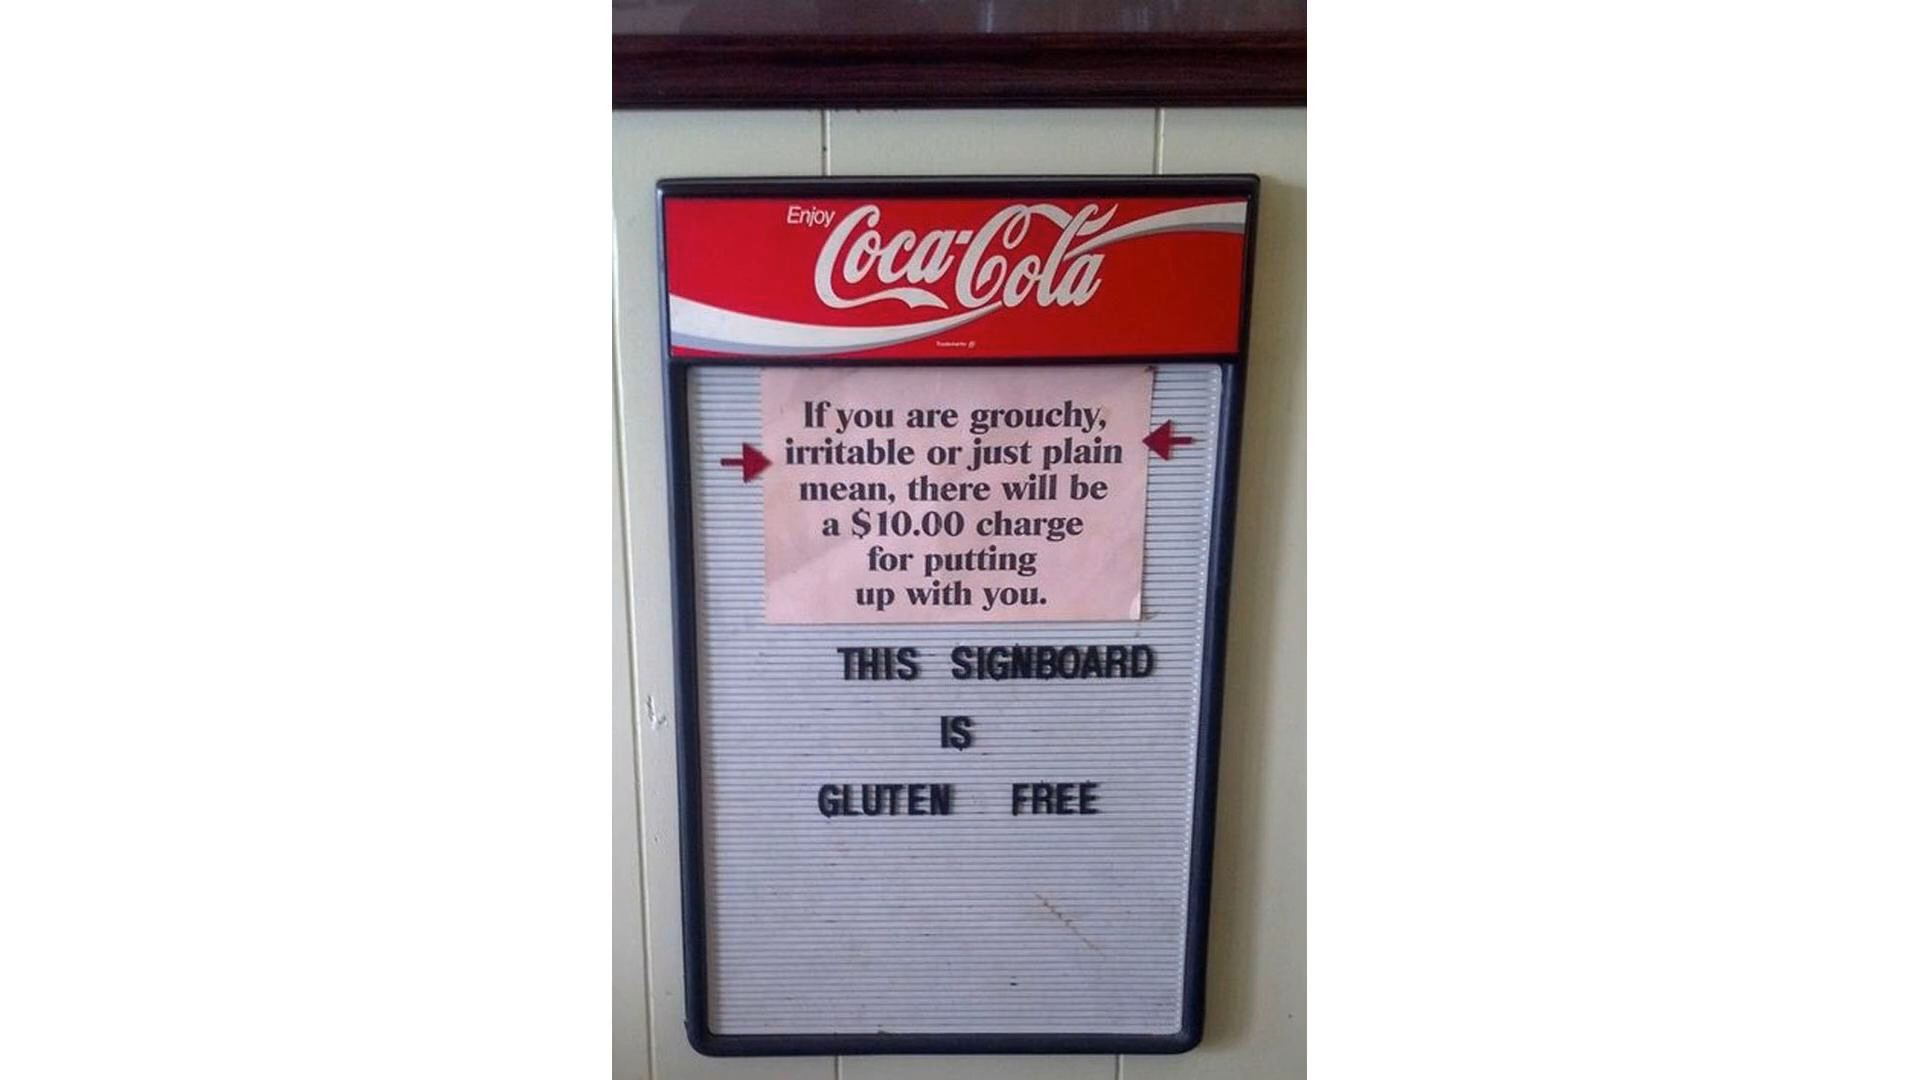 Enjoy
Coca-Cola
Trademark ®
If you are grouchy,
irritable or just plain
mean, there will be
a $10.00 charge
for putting
up with you.
THIS SIGNBOARD
IS
GLUTEN FREE